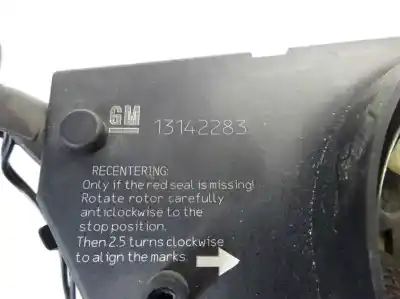 GM 13142283
RECENTERING:
Only if the red seal is missing!
Rotate rotor carefully
anticlockwise to the
stop position.
Then 2.5 turns clockwise
to align the marks